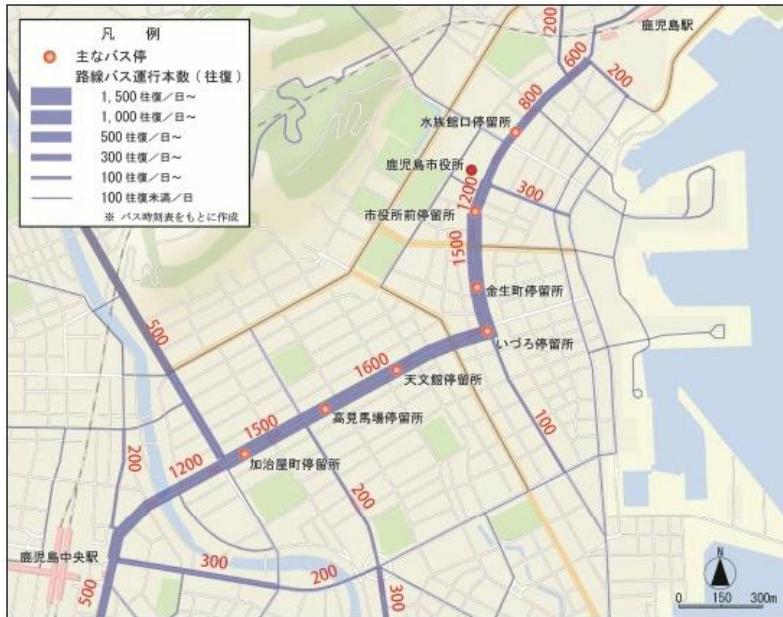 凡　例
主なバス停
路線バス運行本数（往復）
1,500 往復／日～
1,000 往復／日～
500 往復／日～
300 往復／日～
100 往復／日～
100 往復未満／日
※ バス時刻表をもとに作成
200
600
鹿児島駅
200
800
水族館口停留所
鹿児島市役所
300
1200
市役所前停留所
1500
金生町停留所
いづろ停留所
500
1600
天文館停留所
100
高見馬場停留所
1500
加治屋町停留所
1200
200
200
鹿児島中央駅
300
200
500
300
N
0 150 300m